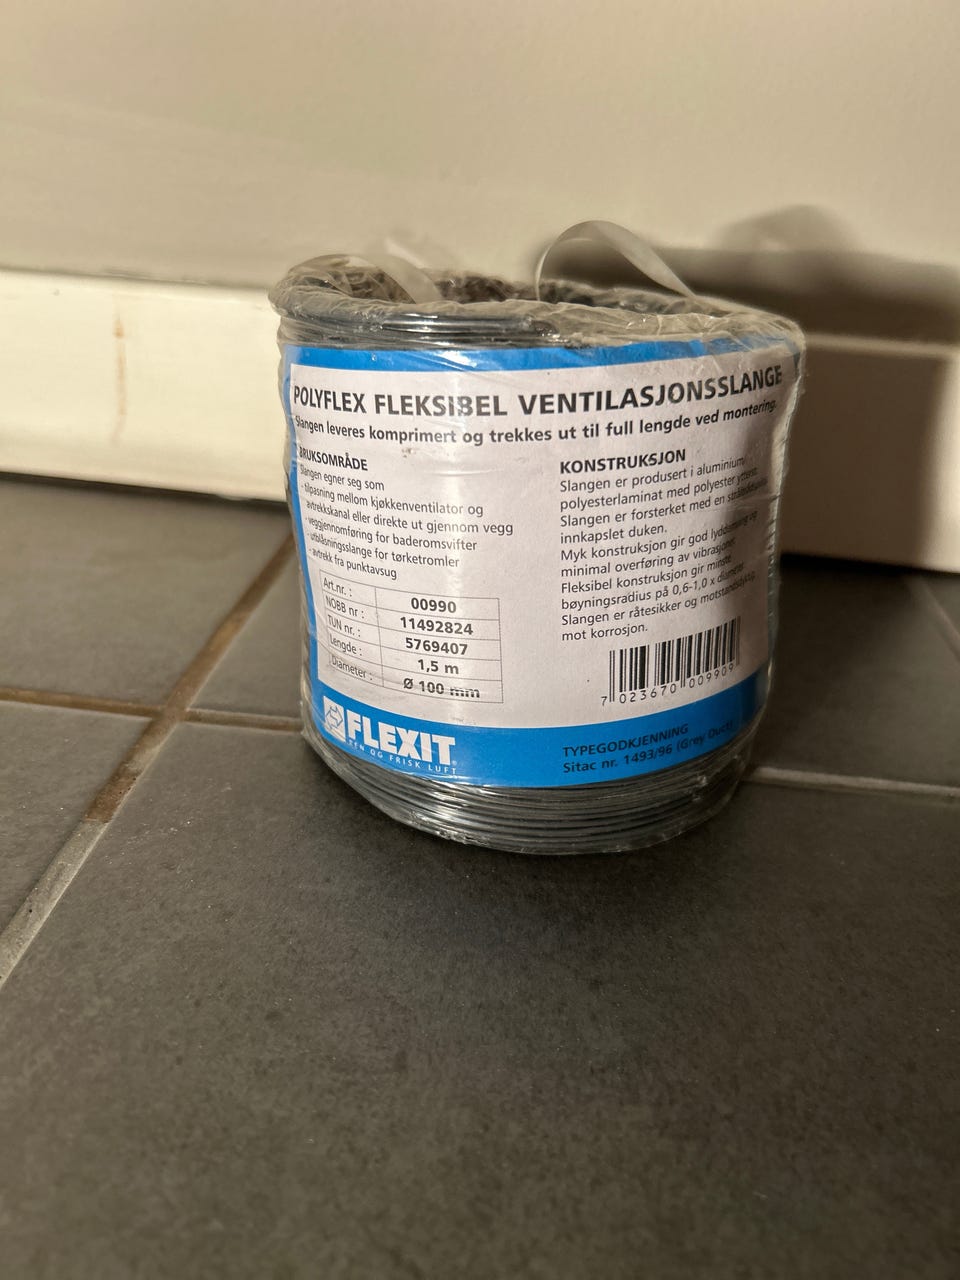 POLYFLEX FLEKSIBEL VENTILASJONSSLANGE
Slangen leveres komprimert og trekkes ut til full lengde ved montering.
BRUKSOMRÅDE
Slangen egner seg som
- tilpasning mellom kjøkkenventilator og
avtrekkskanal eller direkte ut gjennom vegg
- veggjennomføring for baderomsvifter
- utblåsningsslange for tørketromler
- avtrekk fra punktavsug
Art.nr. : 00990
NOBB nr : 11492824
TUN nr. : 5769407
Lengde : 1,5 m
Diameter : Ø 100 mm
KONSTRUKSJON
Slangen er produsert i aluminium/
polyesterlaminat med polyester ytterst.
Slangen er forsterket med en
innkapslet duken.
Myk konstruksjon gir god lyddemping og
minimal overføring av vibrasjoner.
Fleksibel konstruksjon gir minste
bøyningsradius på 0,6-1,0 x diameter.
Slangen er råtesikker og motstandsdyktig
mot korrosjon.
7 023670 009909
FLEXIT®
REN OG FRISK LUFT
TYPEGODKJENNING
Sitac nr. 1493/96 (Grey Duct)